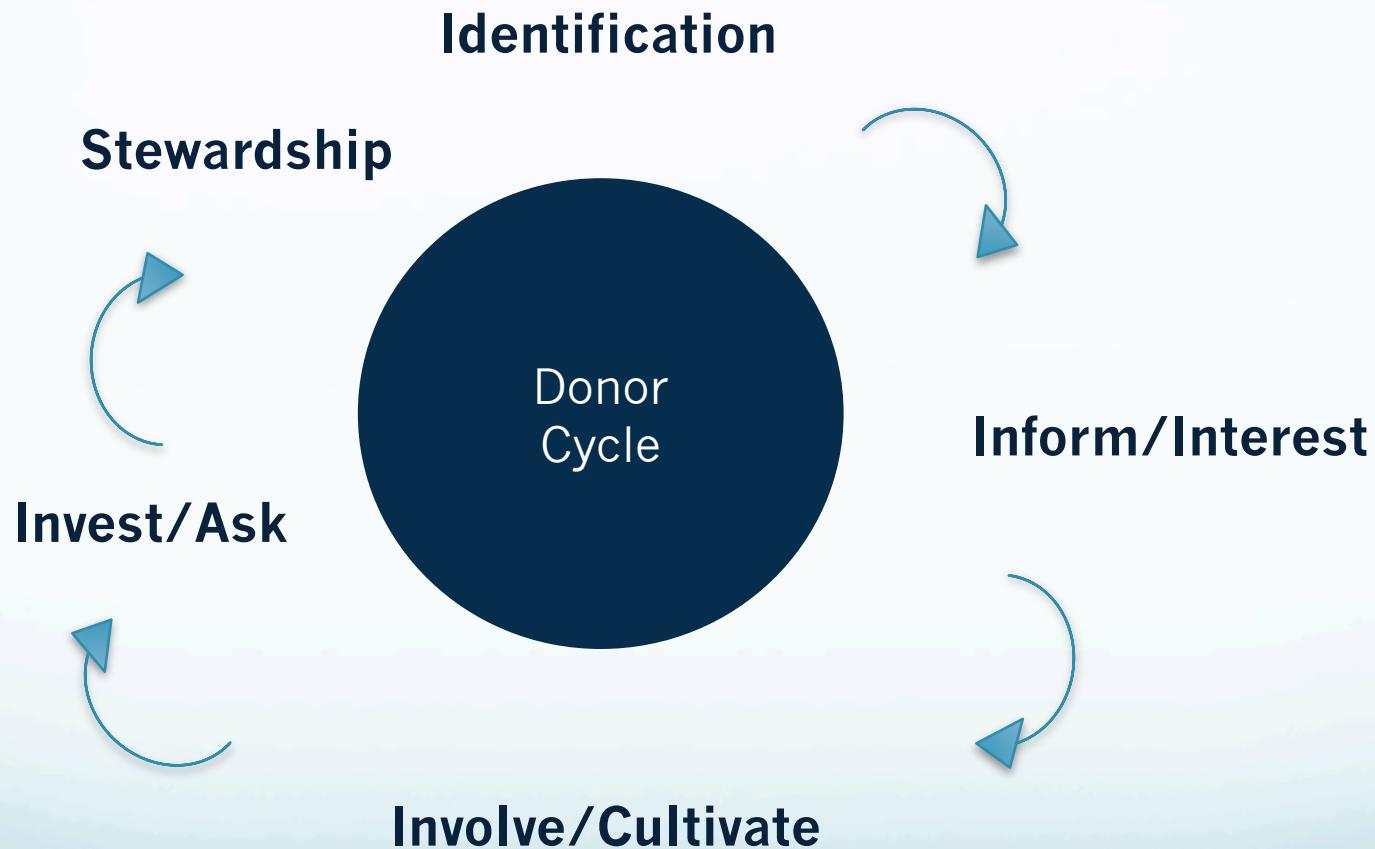 Identification
Stewardship
Donor
Cycle
Inform/Interest
Invest/Ask
Involve/Cultivate